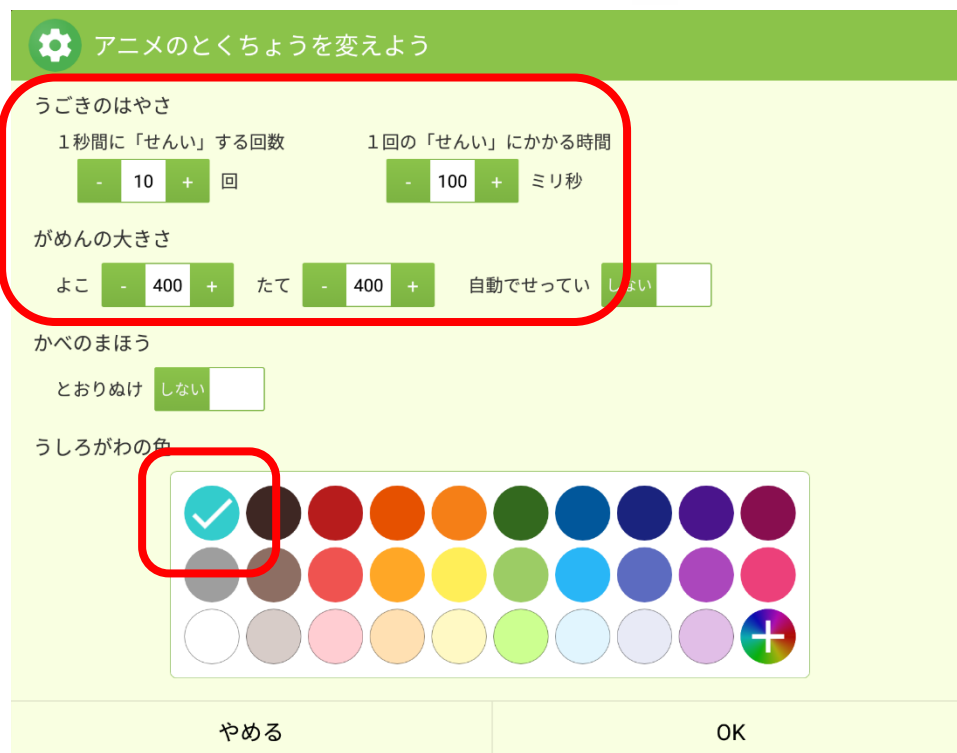 アニメのとくちょうを変えよう
うごきのはやさ
１秒間に「せんい」する回数 １回の「せんい」にかかる時間
- 10 + 回 - 100 + ミリ秒
がめんの大きさ
よこ - 400 + たて - 400 + 自動でせってい しない
かべのまほう
とおりぬけ しない
うしろがわの色
やめる OK